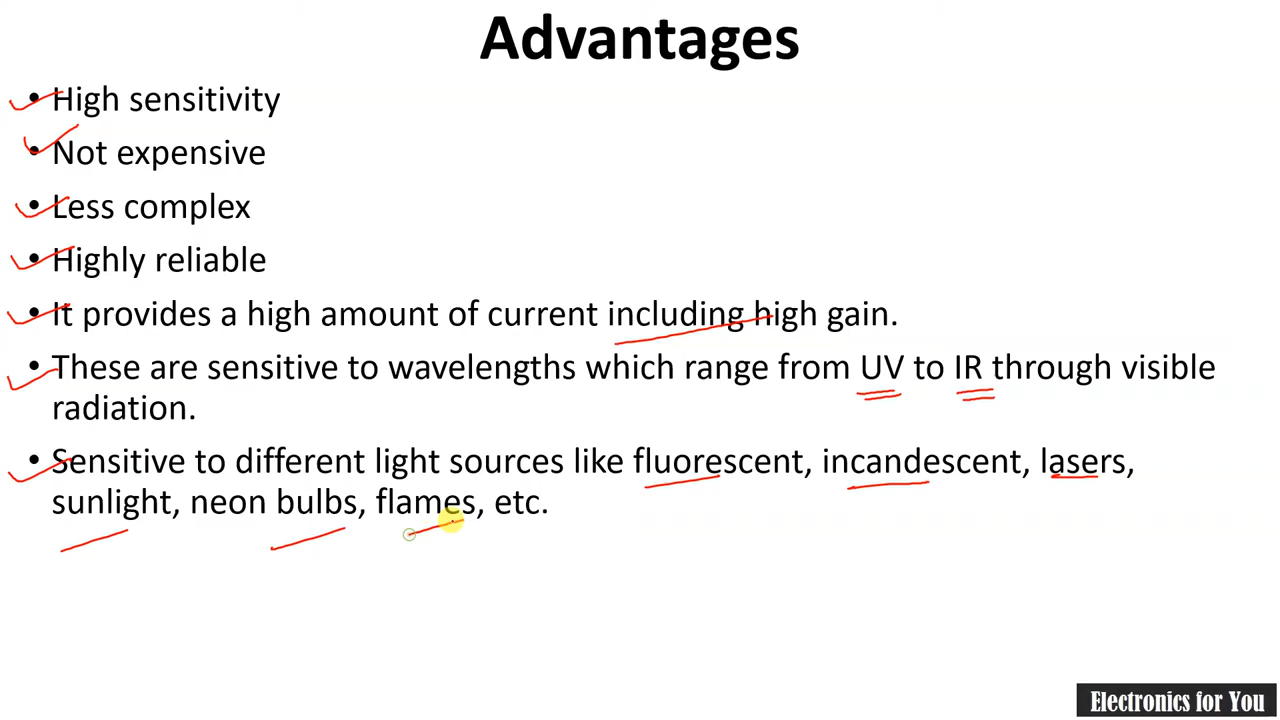 Advantages
• High sensitivity
• Not expensive
• Less complex
• Highly reliable
• It provides a high amount of current including high gain.
• These are sensitive to wavelengths which range from UV to IR through visible
radiation.
• Sensitive to different light sources like fluorescent, incandescent, lasers,
sunlight, neon bulbs, flames, etc.
Electronics for You